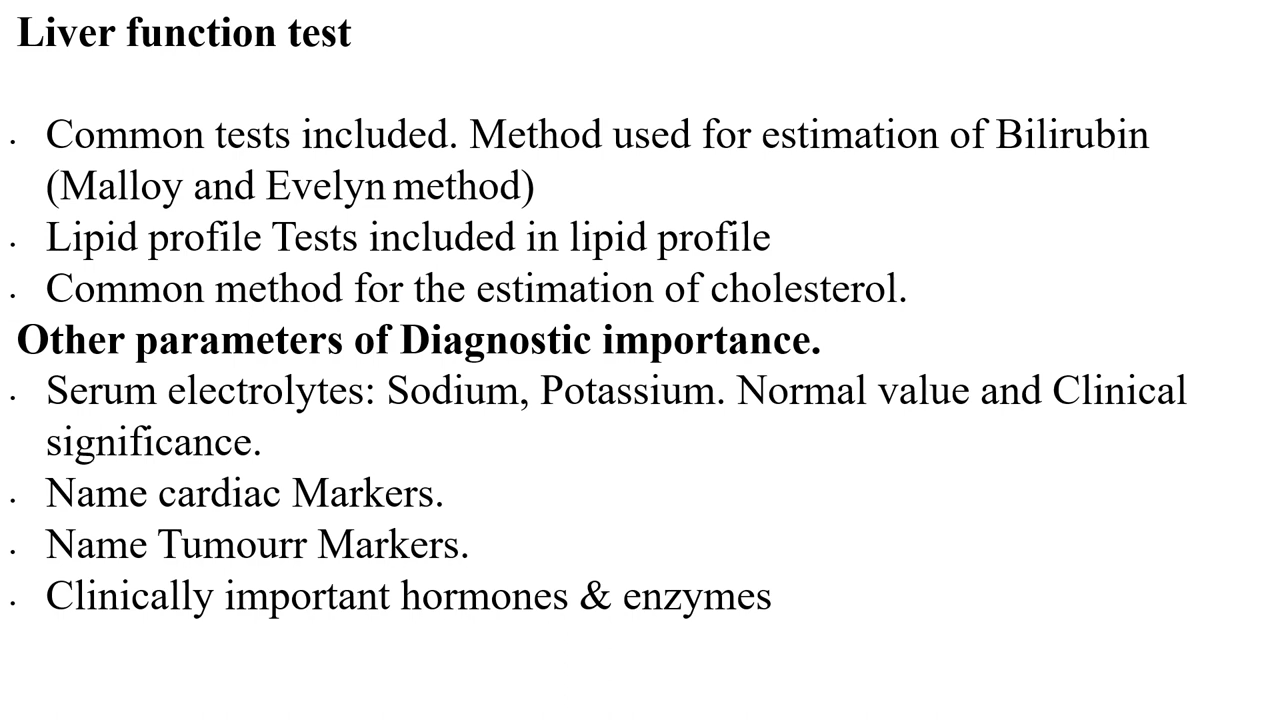 Liver function test
· Common tests included. Method used for estimation of Bilirubin
(Malloy and Evelyn method)
· Lipid profile Tests included in lipid profile
· Common method for the estimation of cholesterol.
Other parameters of Diagnostic importance.
· Serum electrolytes: Sodium, Potassium. Normal value and Clinical
significance.
· Name cardiac Markers.
· Name Tumourr Markers.
· Clinically important hormones & enzymes